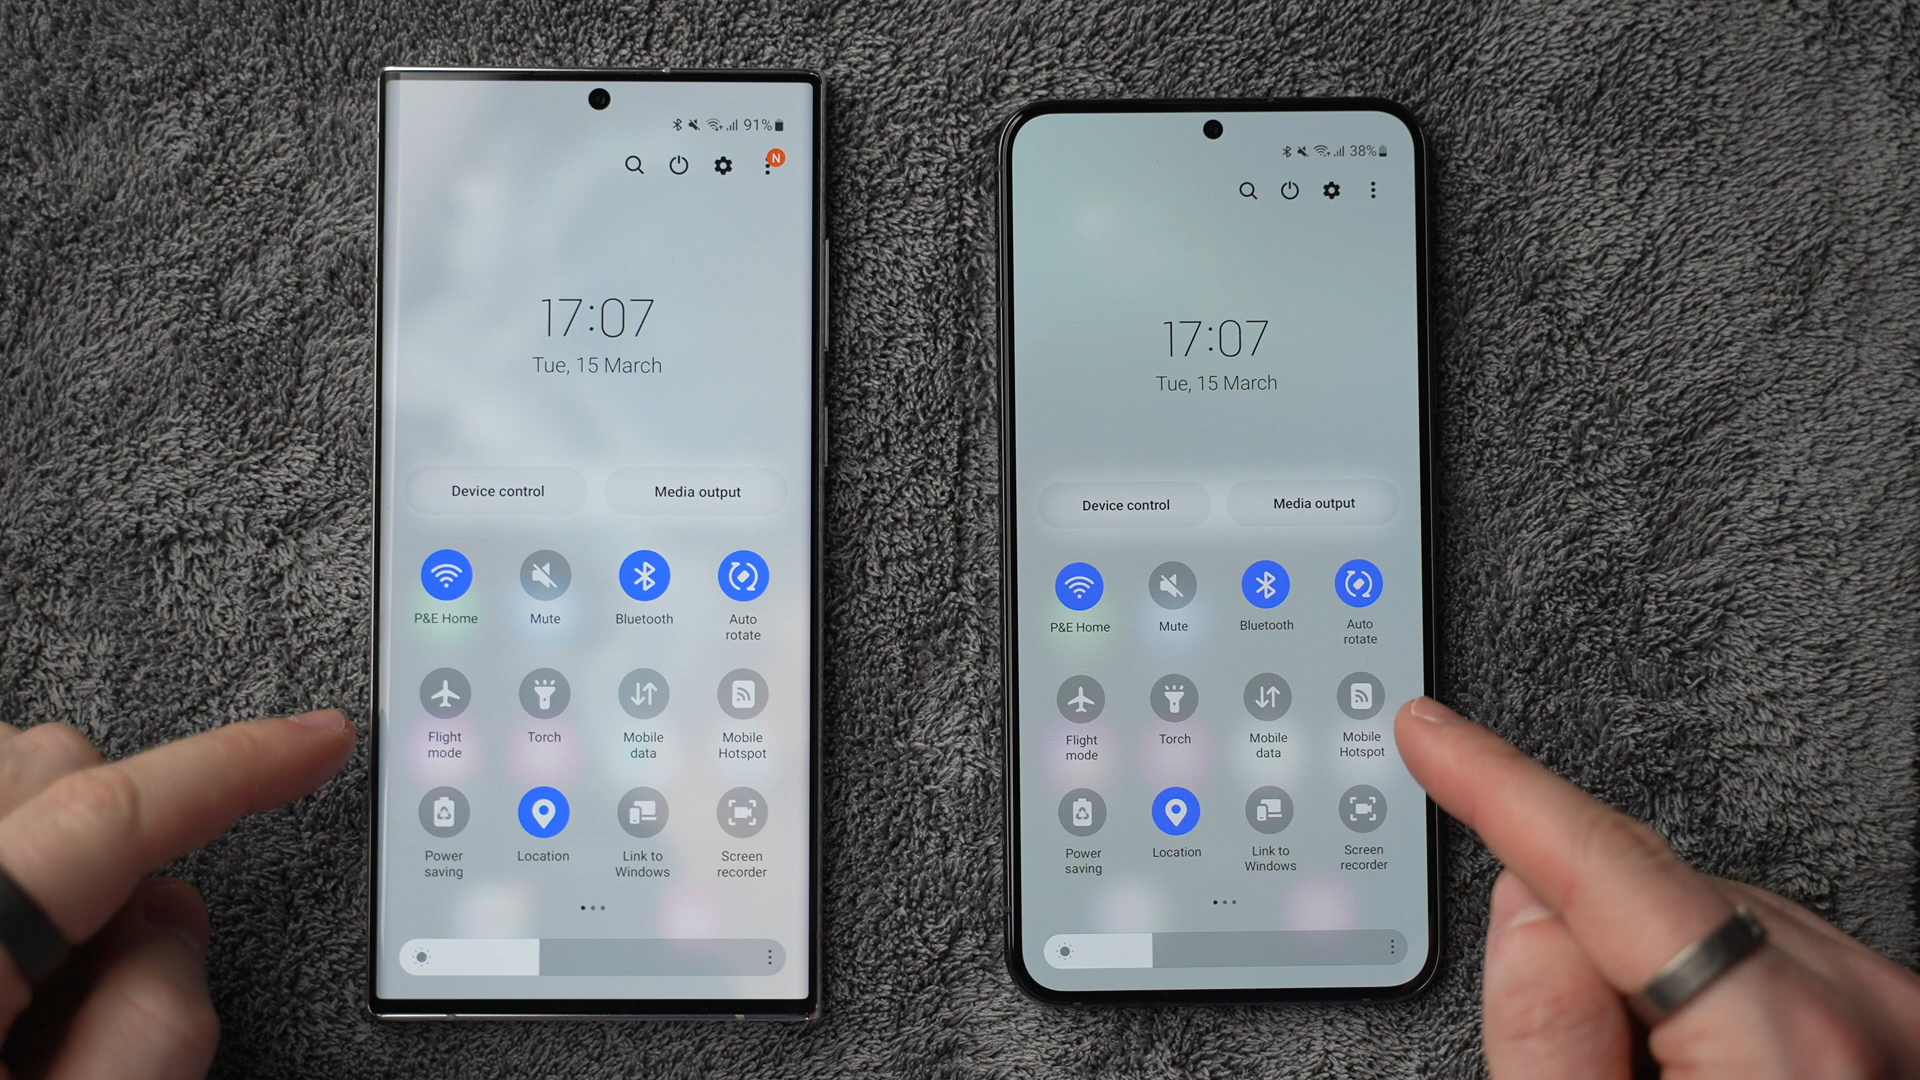 91%
N
17:07
Tue, 15 March
Device control
Media output
P&E Home
Mute
Bluetooth
Auto
rotate
Flight
mode
Torch
Mobile
data
Mobile
Hotspot
Power
saving
Location
Link to
Windows
Screen
recorder
38%
17:07
Tue, 15 March
Device control
Media output
P&E Home
Mute
Bluetooth
Auto
rotate
Flight
mode
Torch
Mobile
data
Mobile
Hotspot
Power
saving
Location
Link to
Windows
Screen
recorder